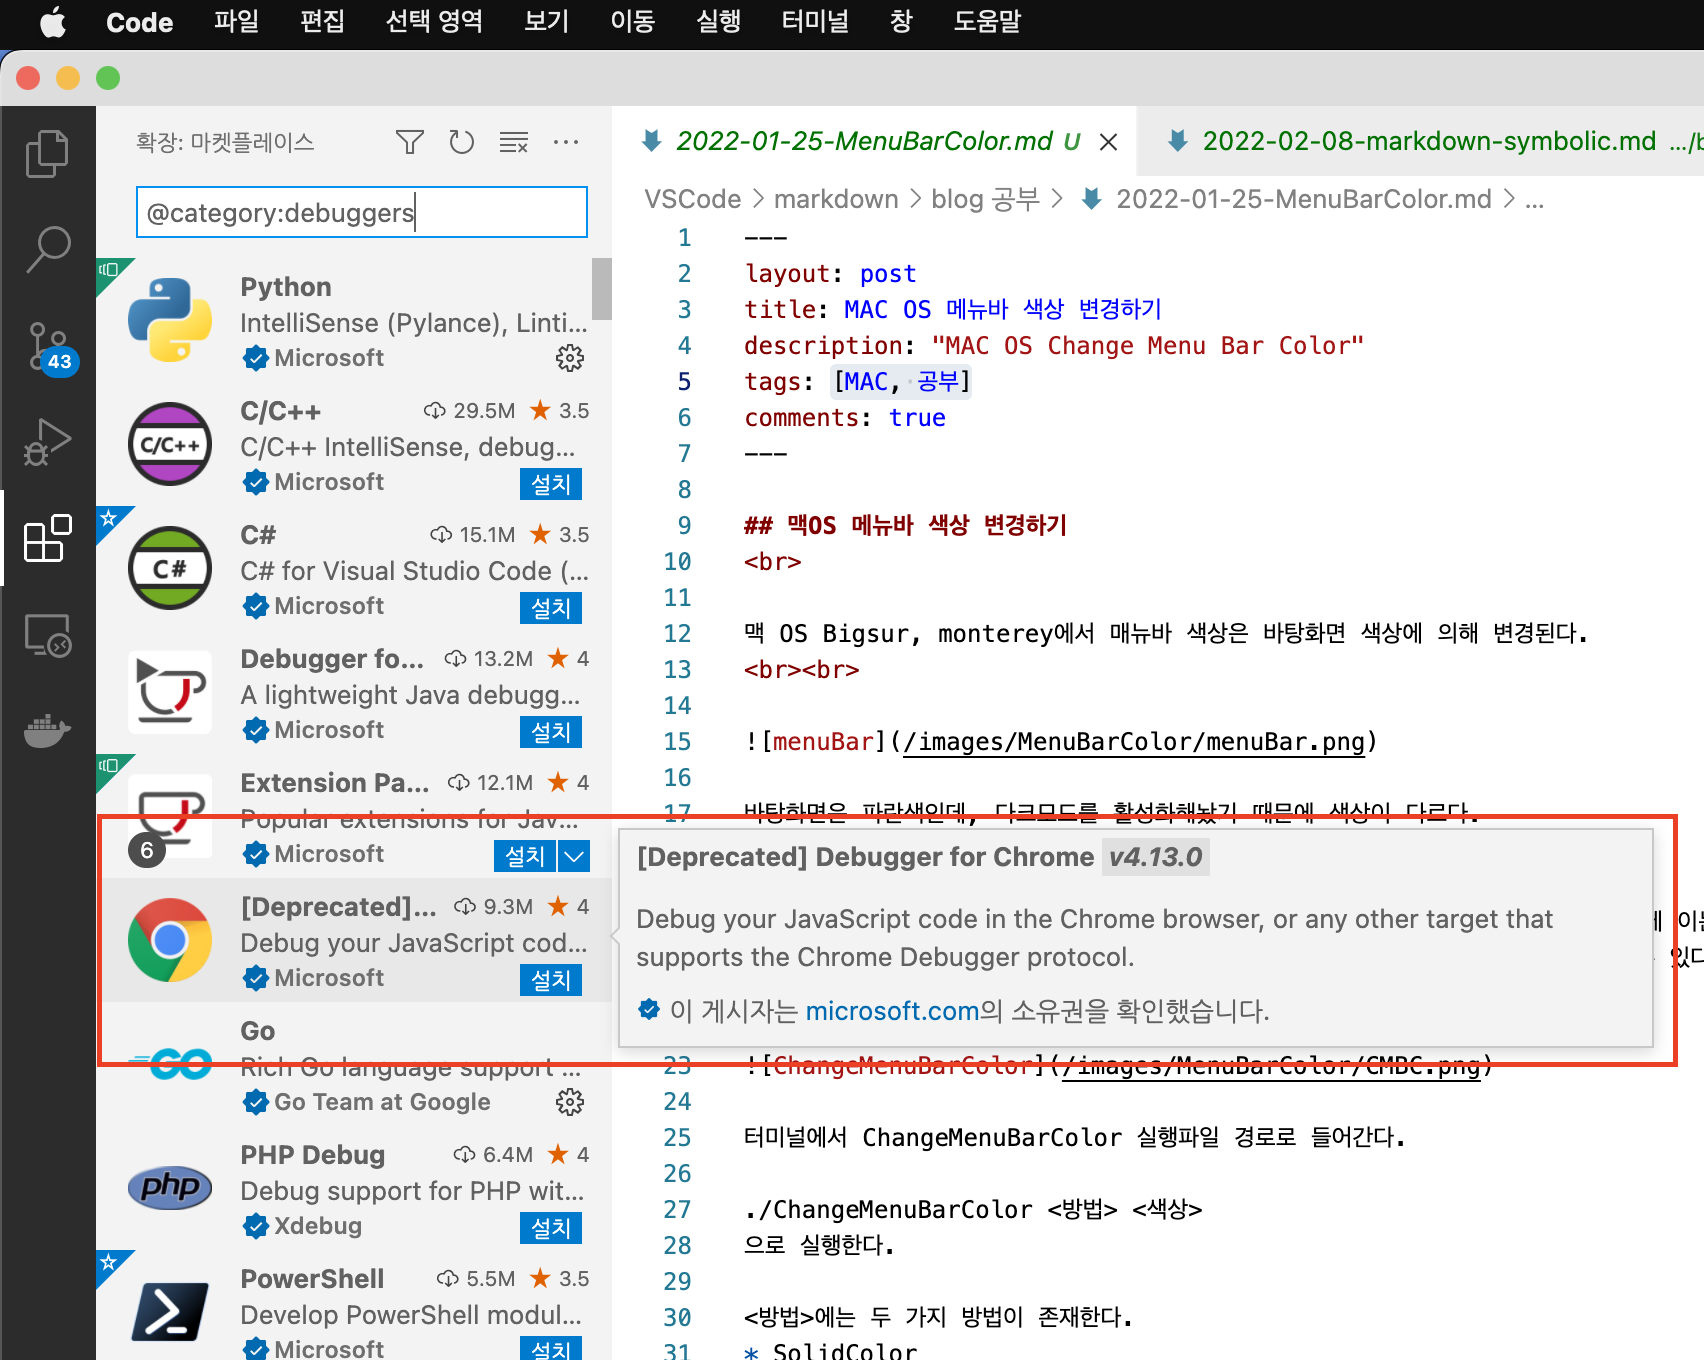 Code 파일 편집 선택 영역 보기 이동 실행 터미널 창 도움말
확장: 마켓플레이스
@category:debuggers
43
Python
IntelliSense (Pylance), Linti...
Microsoft
C/C++ 29.5M ★ 3.5
C/C++
C/C++ IntelliSense, debug...
Microsoft 설치
C# 15.1M ★ 3.5
C#
C# for Visual Studio Code (...
Microsoft 설치
Debugger fo... 13.2M ★ 4
A lightweight Java debugg...
Microsoft 설치
Extension Pa... 12.1M ★ 4
Popular extensions for Jav...
6
Microsoft 설치
[Deprecated]... 9.3M ★ 4
Debug your JavaScript cod...
Microsoft 설치
Go
GO
Rich Go language support ...
Go Team at Google
PHP Debug 6.4M ★ 4
php
Debug support for PHP wit...
Xdebug 설치
PowerShell 5.5M ★ 3.5
Develop PowerShell modul...
Microsoft 설치
2022-01-25-MenuBarColor.md U
2022-02-08-markdown-symbolic.md .../b
VSCode > markdown > blog 공부 > 2022-01-25-MenuBarColor.md > ...
1 ---
2 layout: post
3 title: MAC OS 메뉴바 색상 변경하기
4 description: "MAC OS Change Menu Bar Color"
5 tags: [MAC, 공부]
6 comments: true
7 ---
8
9 ## 맥OS 메뉴바 색상 변경하기
10 <br>
11
12 맥 OS Bigsur, monterey에서 매뉴바 색상은 바탕화면 색상에 의해 변경된다.
13 <br><br>
14
15 ![menuBar](/images/MenuBarColor/menuBar.png)
16
17 바탕화면은 파란색인데, 다크모드를 활성화해놨기 때문에 색상이 다르다.
[Deprecated] Debugger for Chrome v4.13.0
Debug your JavaScript code in the Chrome browser, or any other target that
supports the Chrome Debugger protocol.
이 게시자는 microsoft.com의 소유권을 확인했습니다.
23 ![ChangeMenuBarColor](/images/MenuBarColor/CMBC.png)
24
25 터미널에서 ChangeMenuBarColor 실행파일 경로로 들어간다.
26
27 ./ChangeMenuBarColor <방법> <색상>
28 으로 실행한다.
29
30 <방법>에는 두 가지 방법이 존재한다.
31 * SolidColor